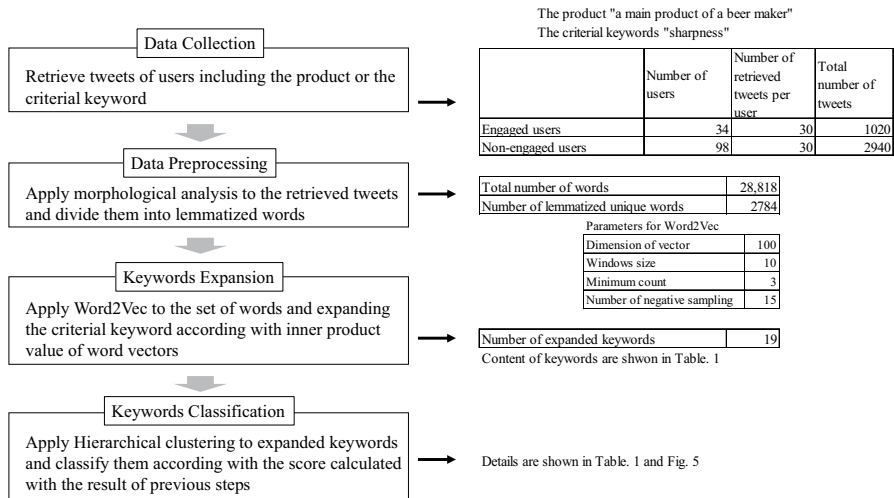 The product "a main product of a beer maker"
The criterial keywords "sharpness"
Data Collection
Retrieve tweets of users including the product or the
criterial keyword
Number of
users
Number of
retrieved
tweets per
user
Total
number of
tweets
Engaged users 34 30 1020
Non-engaged users 98 30 2940
Data Preprocessing
Apply morphological analysis to the retrieved tweets
and divide them into lemmatized words
Total number of words 28,818
Number of lemmatized unique words 2784
Parameters for Word2Vec
Dimension of vector 100
Windows size 10
Minimum count 3
Number of negative sampling 15
Keywords Expansion
Apply Word2Vec to the set of words and expanding
the criterial keyword according with inner product
value of word vectors
Number of expanded keywords 19
Content of keywords are shwon in Table. 1
Keywords Classification
Apply Hierarchical clustering to expanded keywords
and classify them according with the score calculated
with the result of previous steps
Details are shown in Table. 1 and Fig. 5